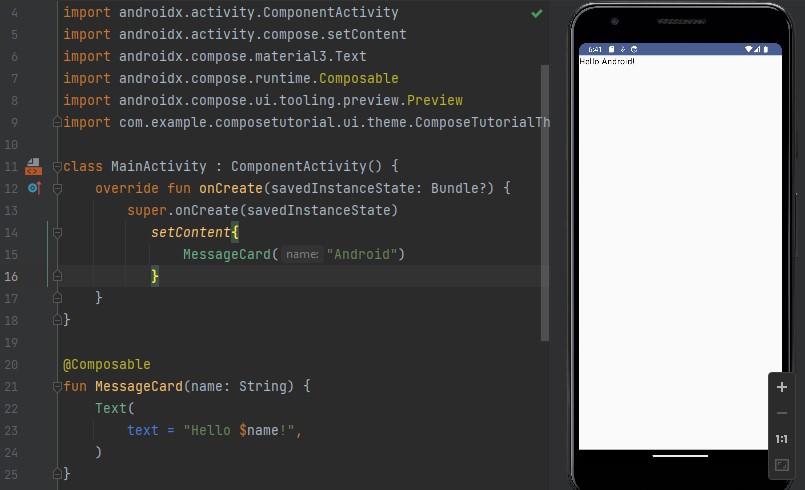 4 import androidx.activity.ComponentActivity
5 import androidx.activity.compose.setContent
6 import androidx.compose.material3.Text
7 import androidx.compose.runtime.Composable
8 import androidx.compose.ui.tooling.preview.Preview
9 import com.example.composetutorial.ui.theme.ComposeTutorialTh
10
11 class MainActivity : ComponentActivity() {
12 override fun onCreate(savedInstanceState: Bundle?) {
13 super.onCreate(savedInstanceState)
14 setContent{
15 MessageCard( name: "Android")
16 }
17 }
18 }
19
20 @Composable
21 fun MessageCard(name: String) {
22 Text(
23 text = "Hello $name!",
24 )
25 }
6:41
Hello Android!
1:1